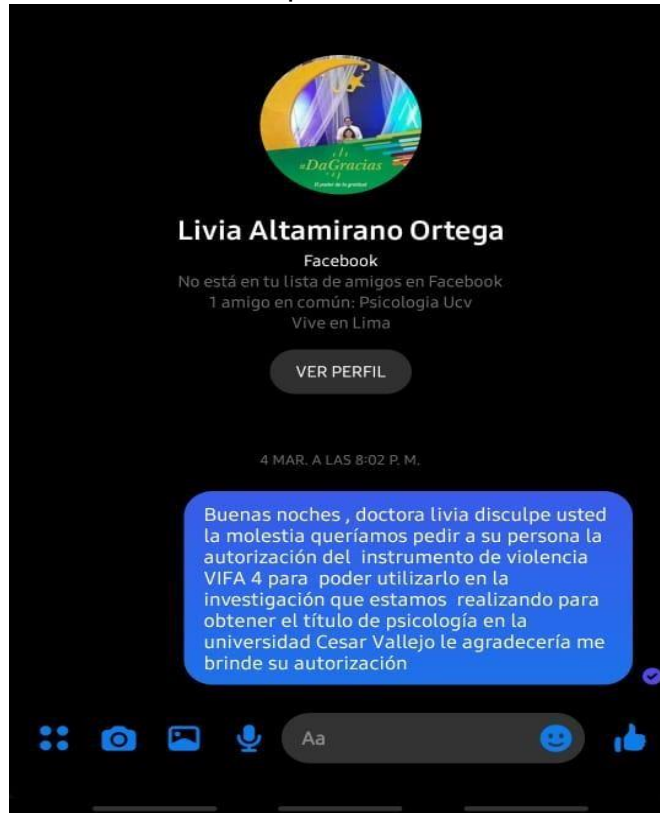 #DaGracias
El poder de la gratitud
Livia Altamirano Ortega
Facebook
No está en tu lista de amigos en Facebook
1 amigo en común: Psicologia Ucv
Vive en Lima
VER PERFIL
4 MAR. A LAS 8:02 P. M.
Buenas noches , doctora livia disculpe usted
la molestia queríamos pedir a su persona la
autorización del instrumento de violencia
VIFA 4 para poder utilizarlo en la
investigación que estamos realizando para
obtener el título de psicología en la
universidad Cesar Vallejo le agradecería me
brinde su autorización
Aa